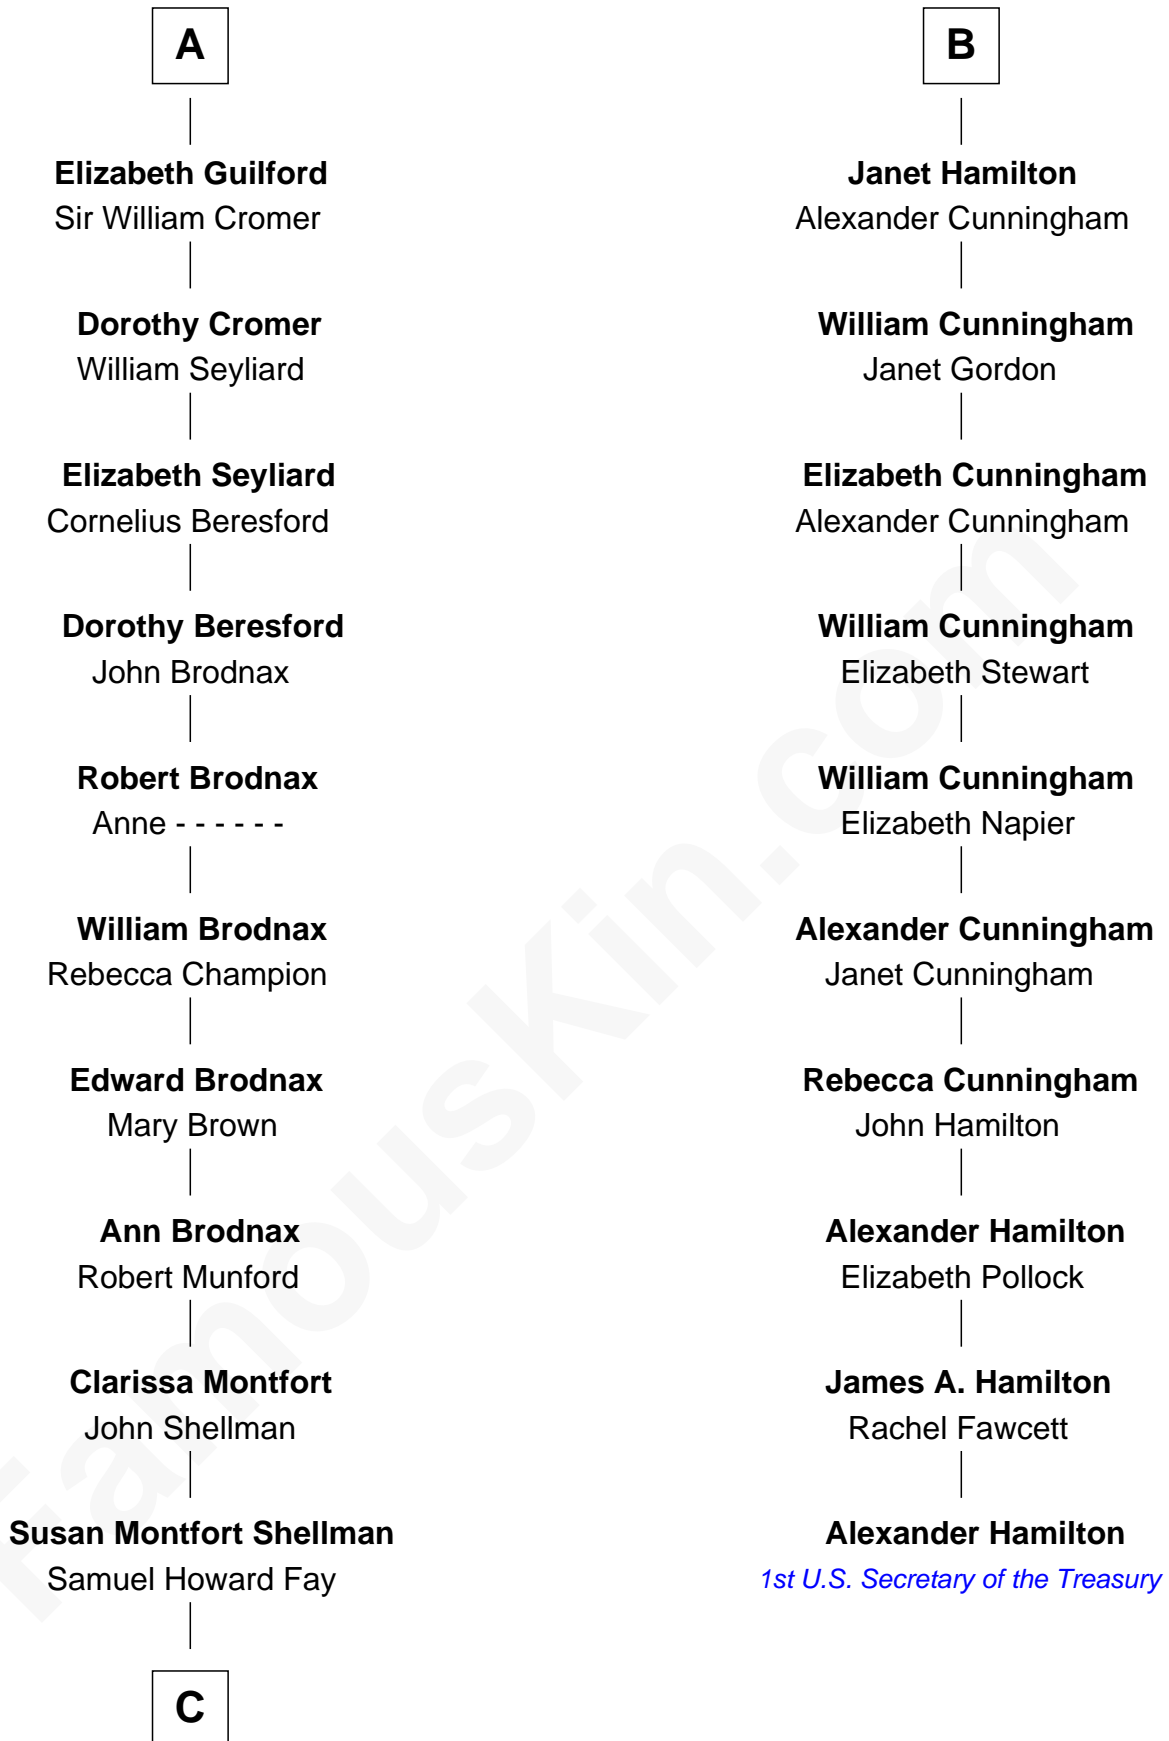 A
Elizabeth Guilford
Sir William Cromer
Dorothy Cromer
William Seyliard
Elizabeth Seyliard
Cornelius Beresford
Dorothy Beresford
John Brodnax
Robert Brodnax
Anne - - - - - -
William Brodnax
Rebecca Champion
Edward Brodnax
Mary Brown
Ann Brodnax
Robert Munford
Clarissa Montfort
John Shellman
Susan Montfort Shellman
Samuel Howard Fay
C
B
Janet Hamilton
Alexander Cunningham
William Cunningham
Janet Gordon
Elizabeth Cunningham
Alexander Cunningham
William Cunningham
Elizabeth Stewart
William Cunningham
Elizabeth Napier
Alexander Cunningham
Janet Cunningham
Rebecca Cunningham
John Hamilton
Alexander Hamilton
Elizabeth Pollock
James A. Hamilton
Rachel Fawcett
Alexander Hamilton
1st U.S. Secretary of the Treasury
FamousKin.com